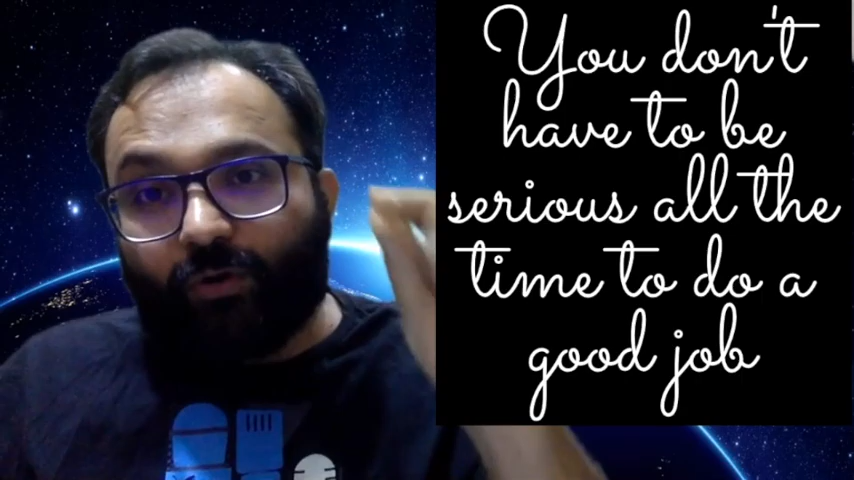 You don't
have to be
serious all the
time to do a
good job